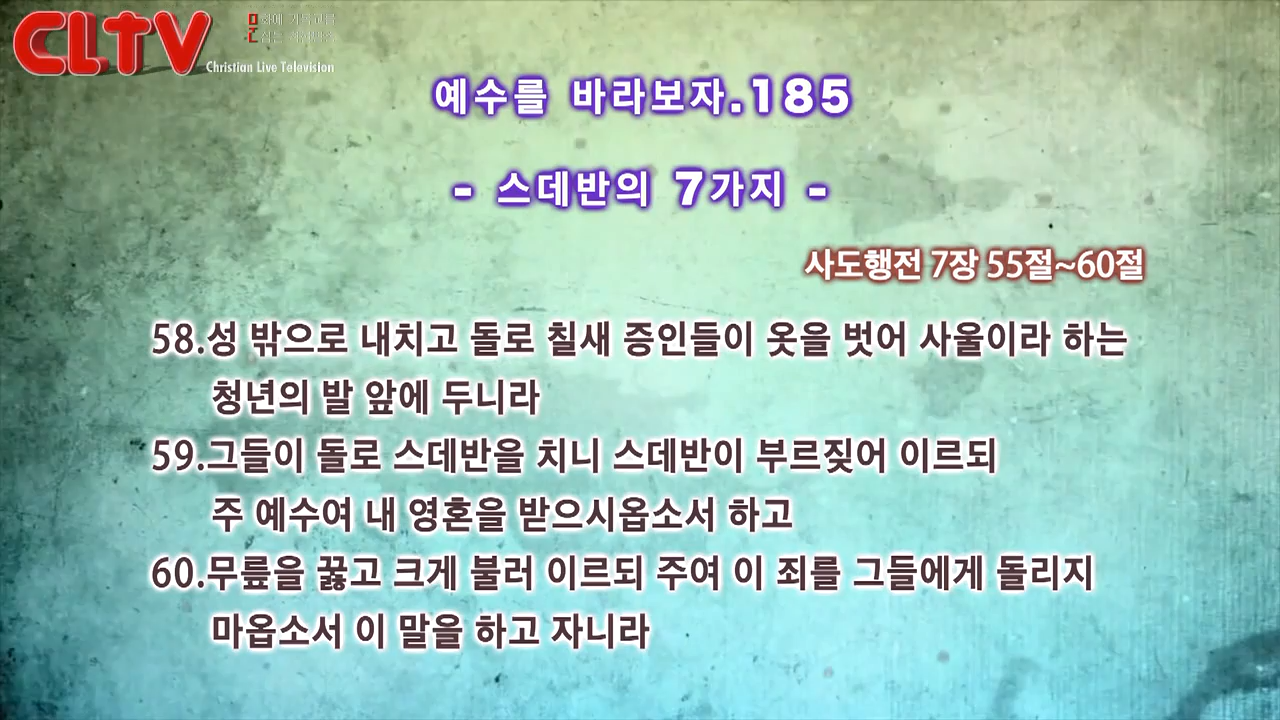 CLTV
Christian Live Television
예수를 바라보자.185
- 스데반의 7가지 -
사도행전 7장 55절~60절
58.성 밖으로 내치고 돌로 칠새 증인들이 옷을 벗어 사울이라 하는
청년의 발 앞에 두니라
59.그들이 돌로 스데반을 치니 스데반이 부르짖어 이르되
주 예수여 내 영혼을 받으시옵소서 하고
60.무릎을 꿇고 크게 불러 이르되 주여 이 죄를 그들에게 돌리지
마옵소서 이 말을 하고 자니라